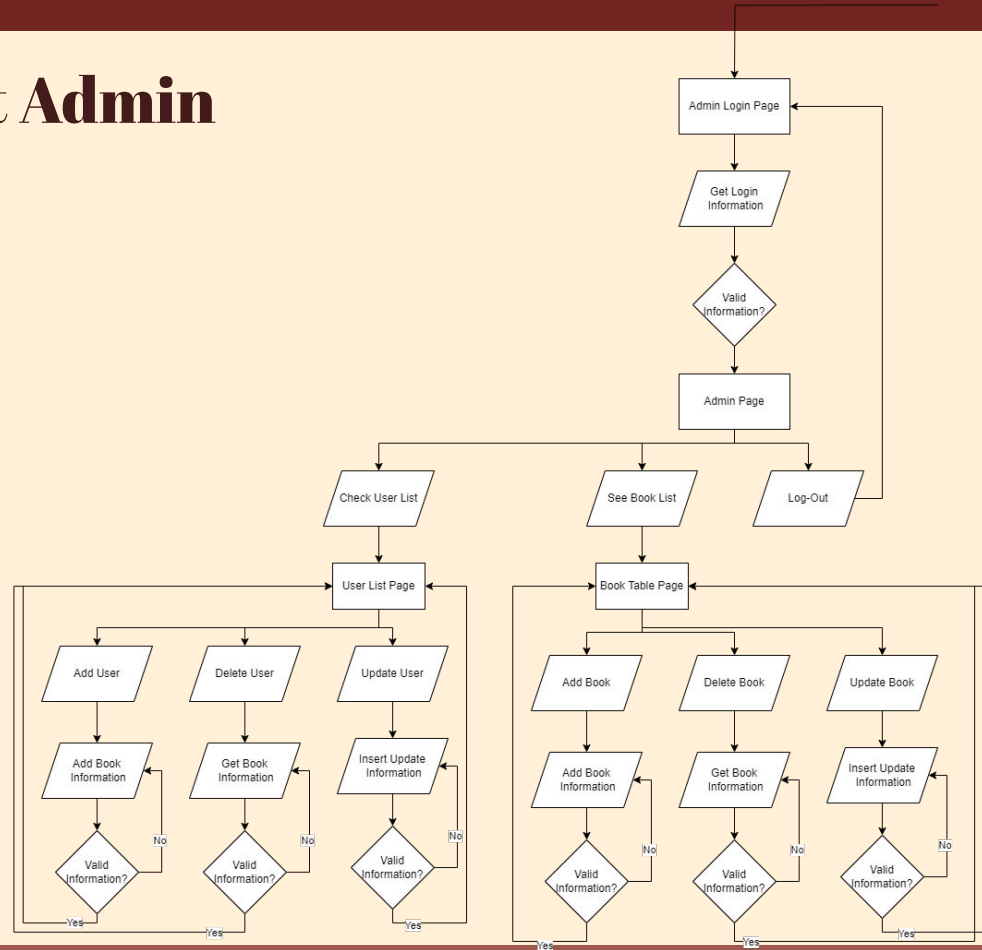 t Admin
Admin Login Page
Get Login
Information
Valid
Information?
Admin Page
Check User List
See Book List
Log-Out
User List Page
Book Table Page
Add User
Delete User
Update User
Add Book
Delete Book
Update Book
Add Book
Information
Get Book
Information
Insert Update
Information
Add Book
Information
Get Book
Information
Insert Update
Information
No
No
No
No
No
No
Valid
Information?
Valid
Information?
Valid
Information?
Valid
Information?
Valid
Information?
Valid
Information?
Yes
Yes
Yes
Yes
Yes
Yes